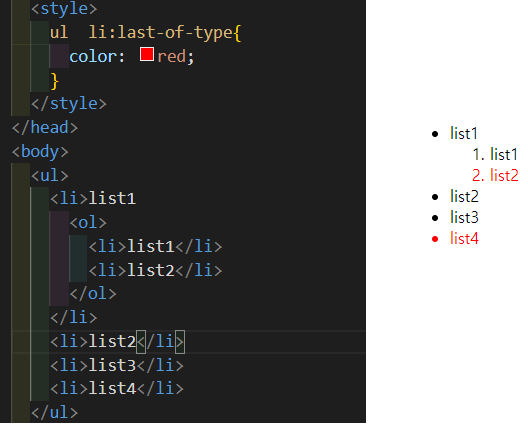 <style>
ul  li:last-of-type{
color: red;
}
</style>
</head>
<body>
<ul>
<li>list1
<ol>
<li>list1</li>
<li>list2</li>
</ol>
</li>
<li>list2</li>
<li>list3</li>
<li>list4</li>
</ul>
• list1
1. list1
2. list2
• list2
• list3
• list4